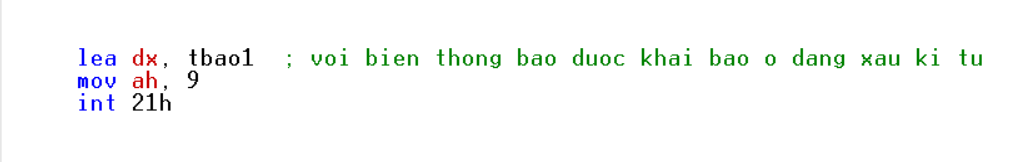 lea dx, tbao1 ; voi bien thong bao duoc khai bao o dang xau ki tu
mov ah, 9
int 21h